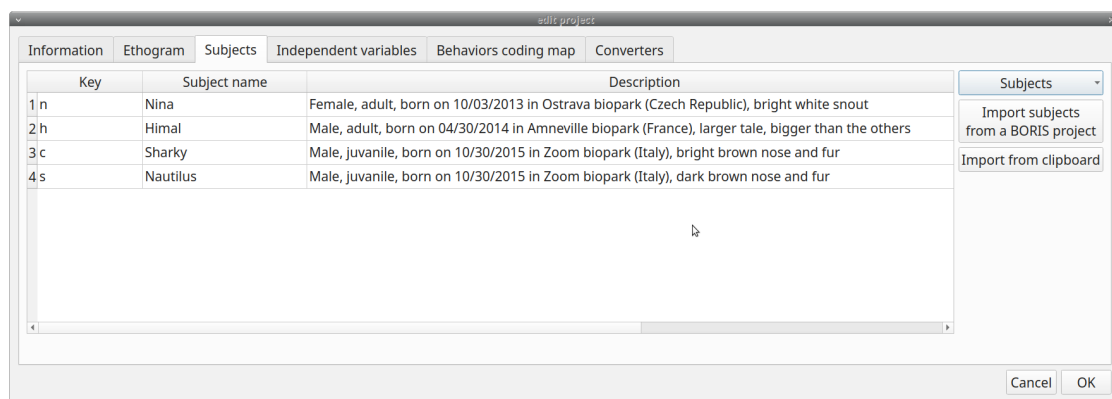 edit project
Information Ethogram Subjects Independent variables Behaviors coding map Converters
Key Subject name Description
Subjects
1 n Nina Female, adult, born on 10/03/2013 in Ostrava biopark (Czech Republic), bright white snout
2 h Himal Male, adult, born on 04/30/2014 in Amneville biopark (France), larger tale, bigger than the others
3 c Sharky Male, juvanile, born on 10/30/2015 in Zoom biopark (Italy), bright brown nose and fur
4 s Nautilus Male, juvanile, born on 10/30/2015 in Zoom biopark (Italy), dark brown nose and fur
Import subjects
from a BORIS project
Import from clipboard
Cancel OK